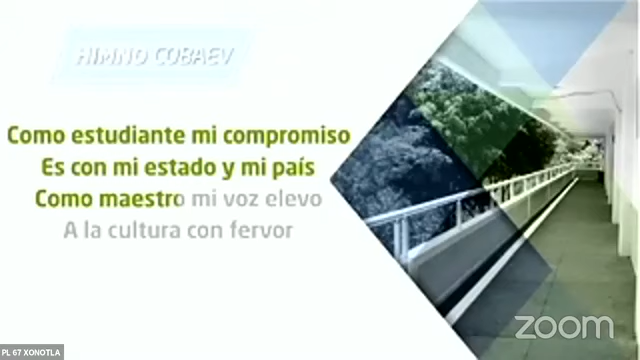 HIMNO COBAEV
Como estudiante mi compromiso
Es con mi estado y mi país
Como maestro mi voz elevo
A la cultura con fervor
PL 67 XONOTLA
zoom